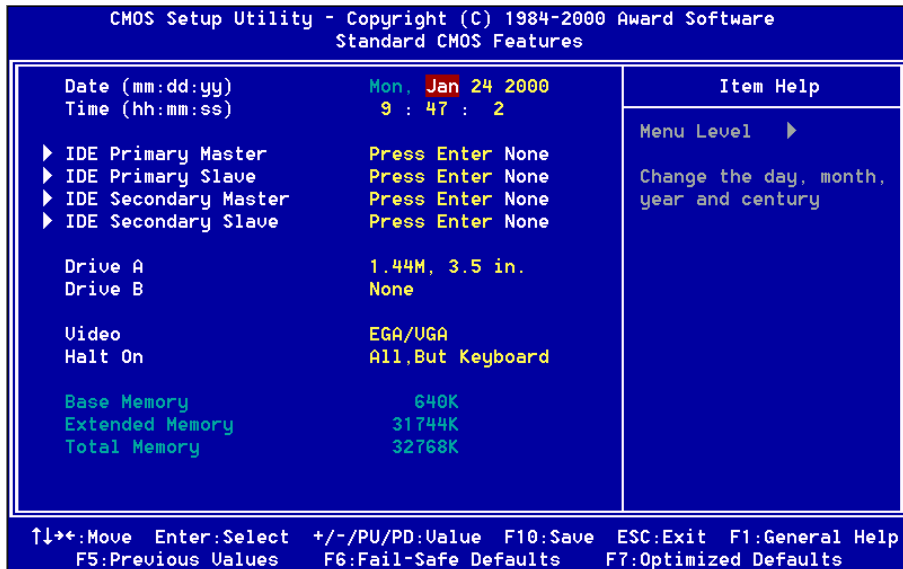 CMOS Setup Utility - Copyright (C) 1984-2000 Award Software
Standard CMOS Features
Date (mm:dd:yy) Mon, Jan 24 2000
Time (hh:mm:ss) 9 : 47 : 2
IDE Primary Master Press Enter None
IDE Primary Slave Press Enter None
IDE Secondary Master Press Enter None
IDE Secondary Slave Press Enter None
Drive A 1.44M, 3.5 in.
Drive B None
Video EGA/VGA
Halt On All,But Keyboard
Base Memory 640K
Extended Memory 31744K
Total Memory 32768K
Item Help
Menu Level
Change the day, month,
year and century
↑↓→←:Move Enter:Select +/-/PU/PD:Value F10:Save ESC:Exit F1:General Help
F5:Previous Values F6:Fail-Safe Defaults F7:Optimized Defaults